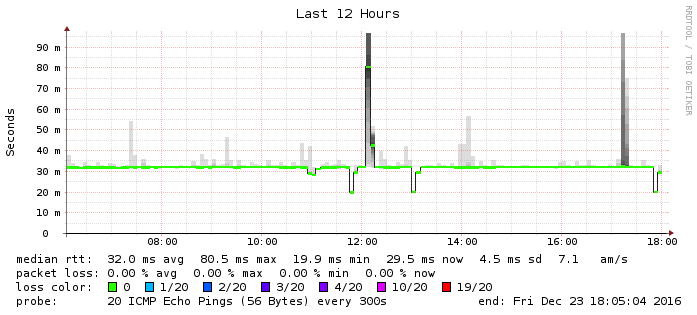 Last 12 Hours
RRDTOOL / TOBI OETIKER
Seconds
90 m
80 m
70 m
60 m
50 m
40 m
30 m
20 m
10 m
0
08:00 10:00 12:00 14:00 16:00 18:00
median rtt: 32.0 ms avg 80.5 ms max 19.9 ms min 29.5 ms now 4.5 ms sd 7.1 am/s
packet loss: 0.00 % avg 0.00 % max 0.00 % min 0.00 % now
loss color: 0 1/20 2/20 3/20 4/20 10/20 19/20
probe: 20 ICMP Echo Pings (56 Bytes) every 300s end: Fri Dec 23 18:05:04 2016